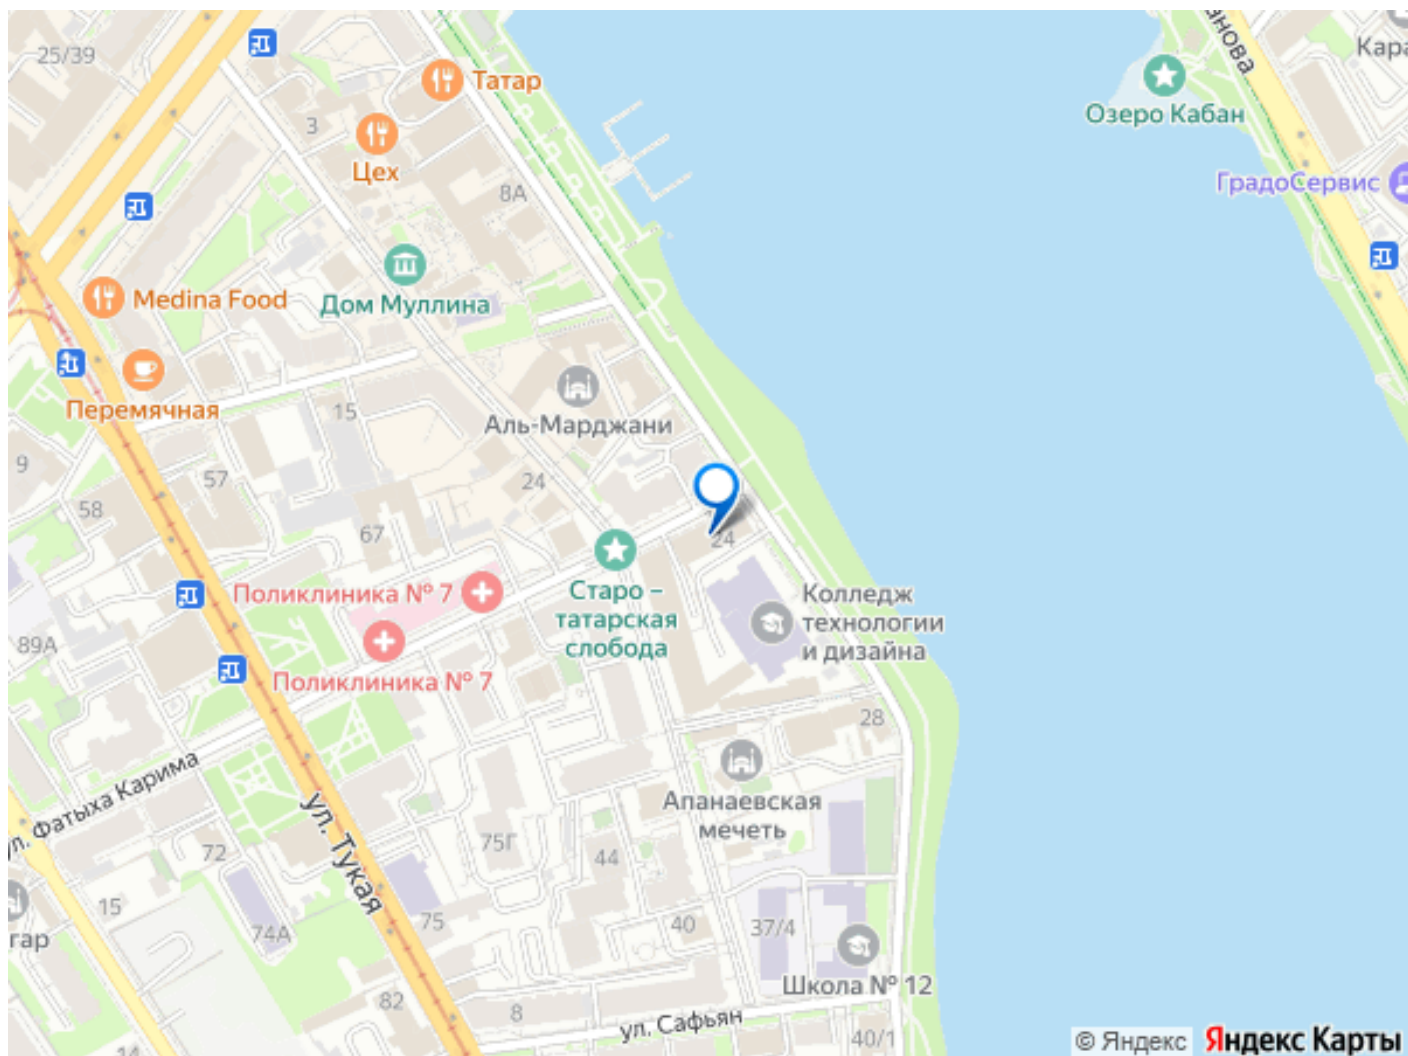 25/39
Татар
3
Цех
8А
Озеро Кабан
ГрадоСервис
Дом Муллина
Medina Food
Перемячная
15
Аль-Марджани
9
57
58
24
67
24
Поликлиника № 7
Старо –
татарская
слобода
Колледж
технологии
и дизайна
89А
Поликлиника № 7
28
ул. Фатыха Карима
Апанаевская
мечеть
ул. Тукая
75Г
72
44
15
74А
75
40
37/4
Школа № 12
82
8
ул. Сафьян
40/1
14
© Яндекс
Яндекс Карты